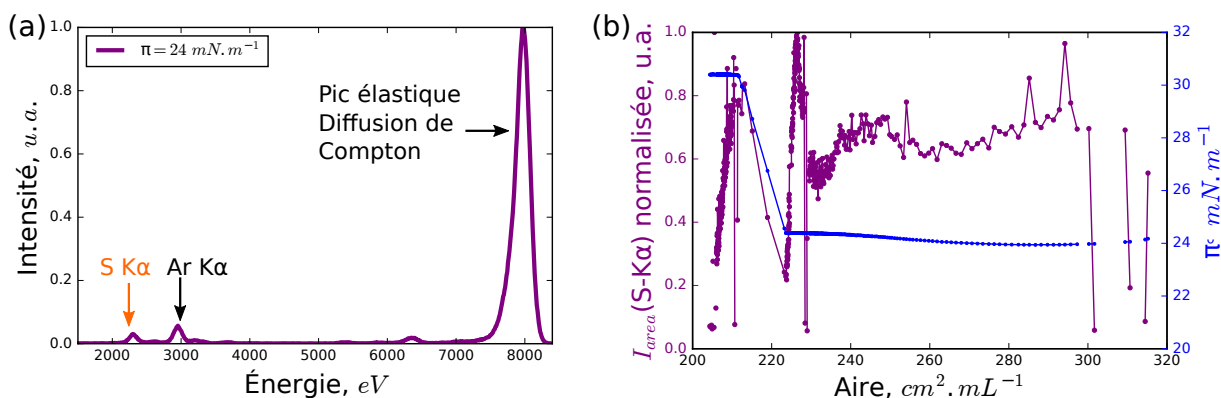 (a)
π = 24 mN.m⁻¹
Pic élastique
Diffusion de
Compton
S Kα
Ar Kα
Intensité, u.a.
1.0
0.8
0.6
0.4
0.2
0.0
2000 3000 4000 5000 6000 7000 8000
Énergie, eV
(b)
I_area(S-Kα) normalisée, u.a.
1.0
0.8
0.6
0.4
0.2
0.0
32
30
28
26
24
22
20
Π, mN.m⁻¹
200 220 240 260 280 300 320
Aire, cm².mL⁻¹